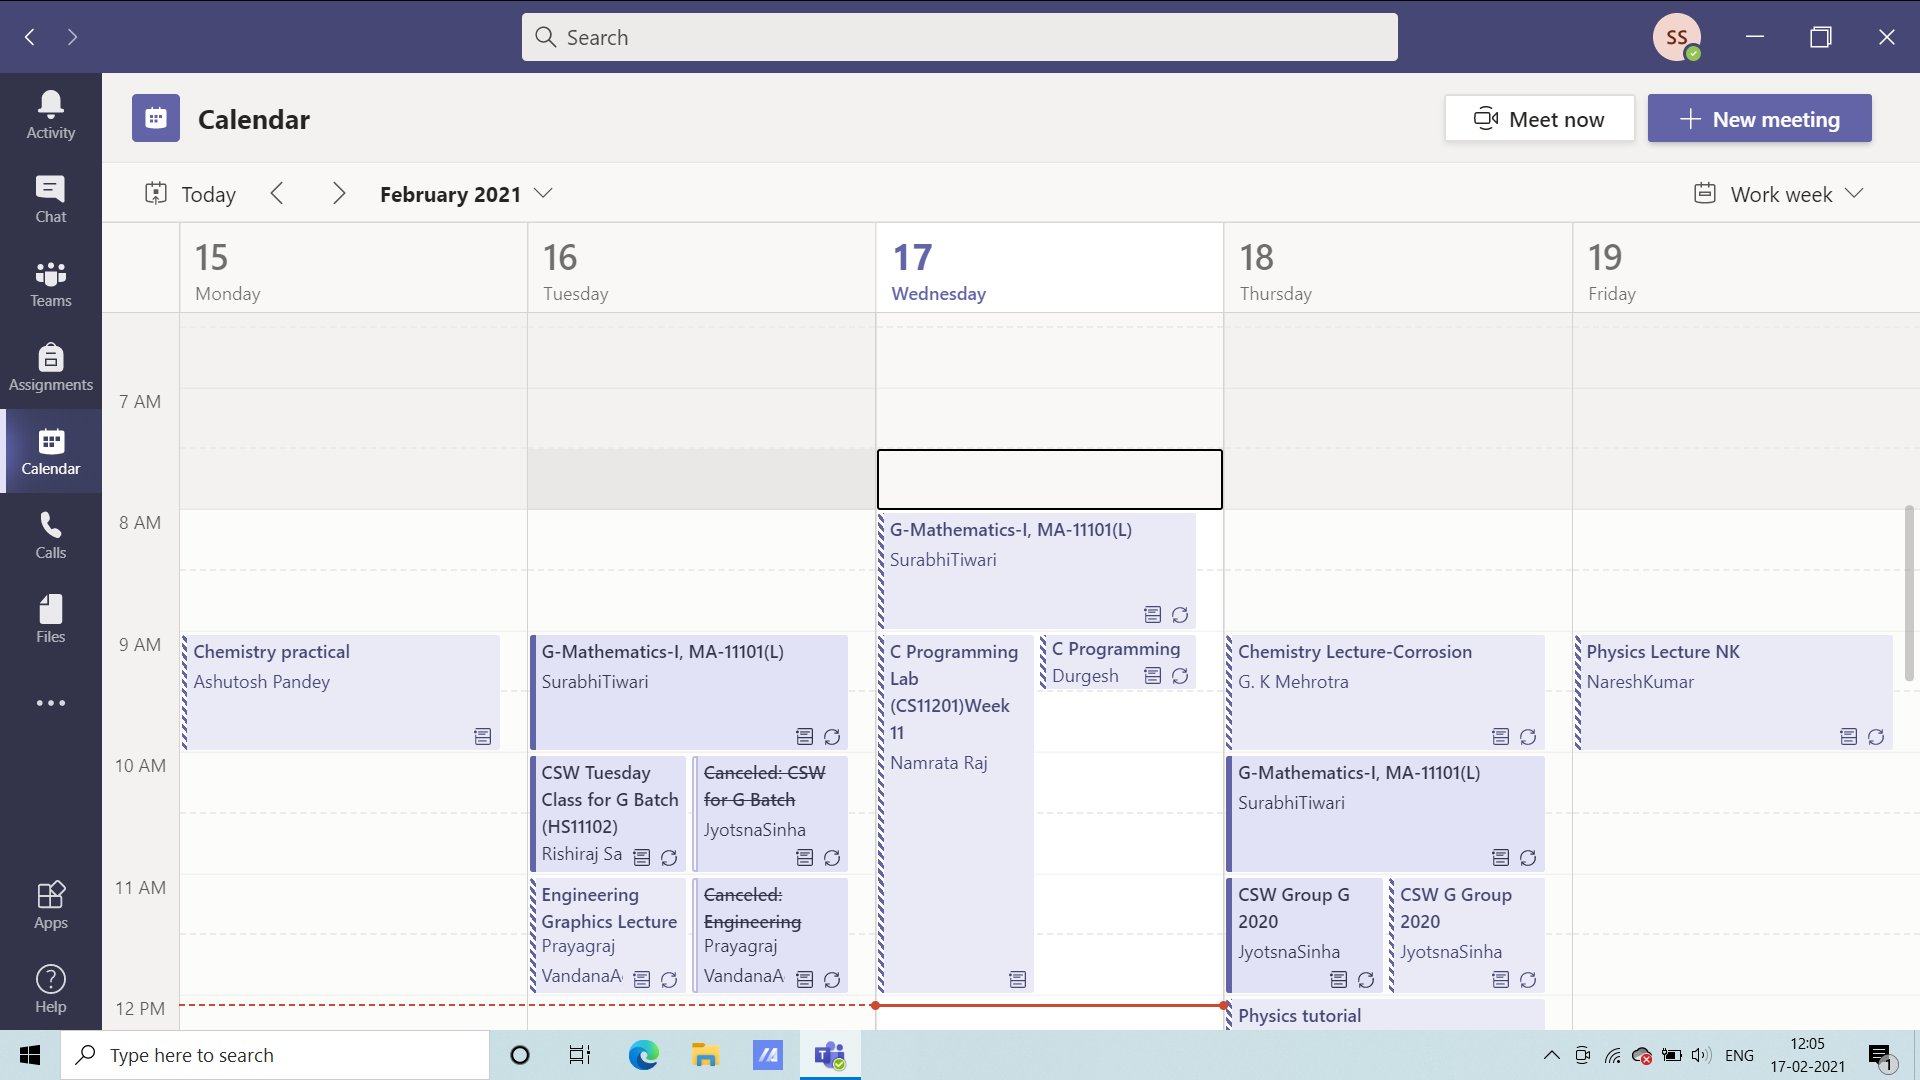 Search
SS
Activity
Chat
Teams
Assignments
Calendar
Calls
Files
Apps
Help
Calendar
Meet now
New meeting
Today
February 2021
Work week
15
Monday
16
Tuesday
17
Wednesday
18
Thursday
19
Friday
7 AM
8 AM
9 AM
10 AM
11 AM
12 PM
Chemistry practical
Ashutosh Pandey
G-Mathematics-I, MA-11101(L)
SurabhiTiwari
CSW Tuesday
Class for G Batch
(HS11102)
Rishiraj Sa
Canceled: CSW
for G Batch
JyotsnaSinha
Engineering
Graphics Lecture
Prayagraj
VandanaA
Canceled:
Engineering
Prayagraj
VandanaA
G-Mathematics-I, MA-11101(L)
SurabhiTiwari
C Programming
Lab
(CS11201)Week
11
Namrata Raj
C Programming
Durgesh
Chemistry Lecture-Corrosion
G. K Mehrotra
G-Mathematics-I, MA-11101(L)
SurabhiTiwari
CSW Group G
2020
JyotsnaSinha
CSW G Group
2020
JyotsnaSinha
Physics tutorial
Physics Lecture NK
NareshKumar
Type here to search
ENG
12:05
17-02-2021
1